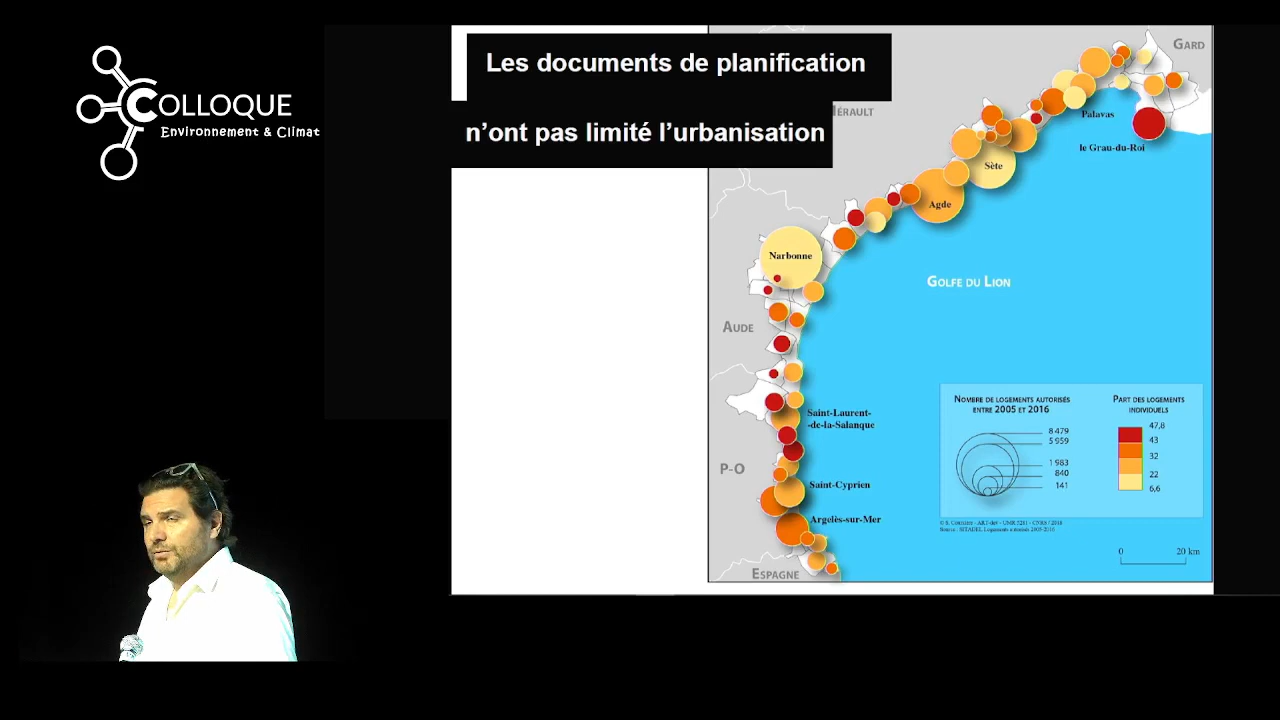 COLLOQUE
Environnement & Climat
Les documents de planification
n’ont pas limité l’urbanisation
GARD
HÉRAULT
Palavas
le Grau-du-Roi
Sète
Agde
Narbonne
GOLFE DU LION
AUDE
Saint-Laurent-
-de-la-Salanque
P-O
Saint-Cyprien
Argelès-sur-Mer
ESPAGNE
NOMBRE DE LOGEMENTS AUTORISÉS
ENTRE 2005 ET 2016
8 479
5 959
1 983
840
141
PART DES LOGEMENTS
INDIVIDUELS
47,8
43
32
22
6,6
0 20 km